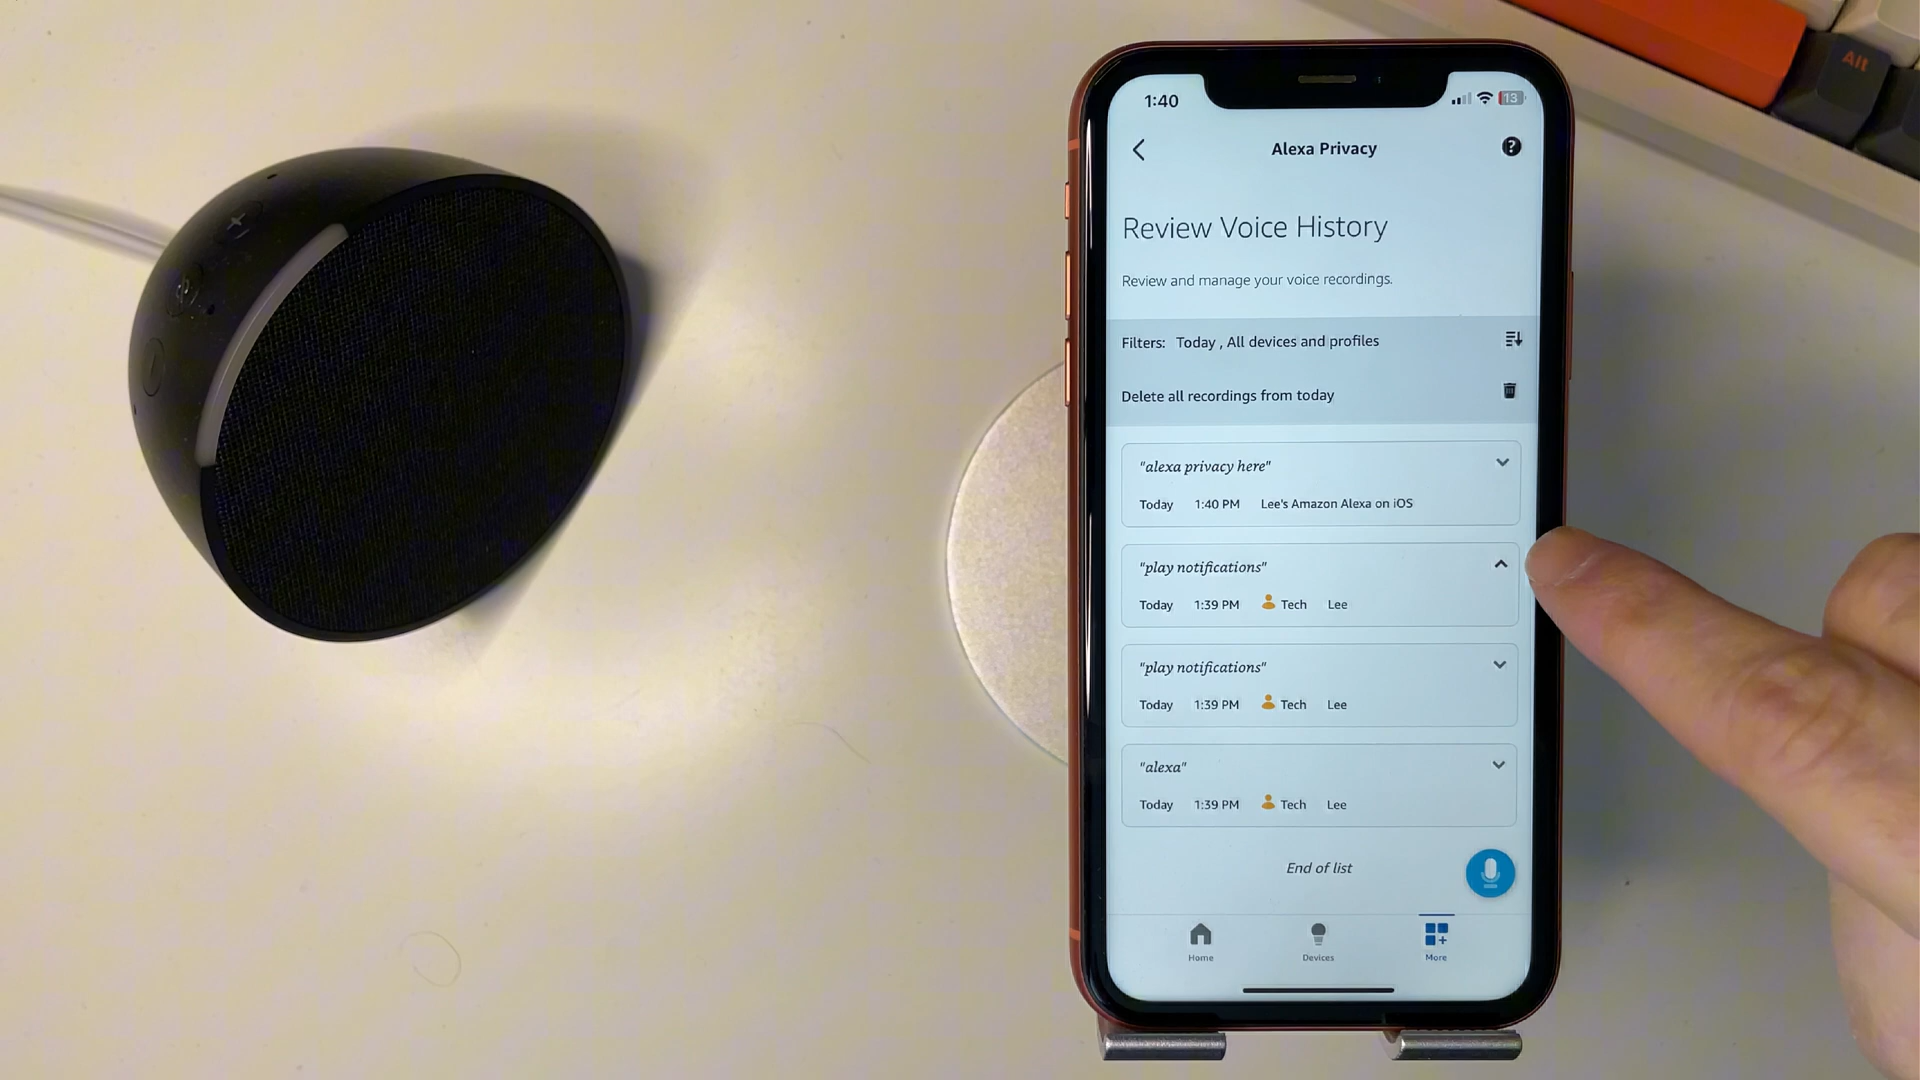 Alt
1:40
13
Alexa Privacy
?
Review Voice History
Review and manage your voice recordings.
Filters: Today , All devices and profiles
Delete all recordings from today
"alexa privacy here"
Today 1:40 PM Lee's Amazon Alexa on iOS
"play notifications"
Today 1:39 PM Tech Lee
"play notifications"
Today 1:39 PM Tech Lee
"alexa"
Today 1:39 PM Tech Lee
End of list
Home Devices More